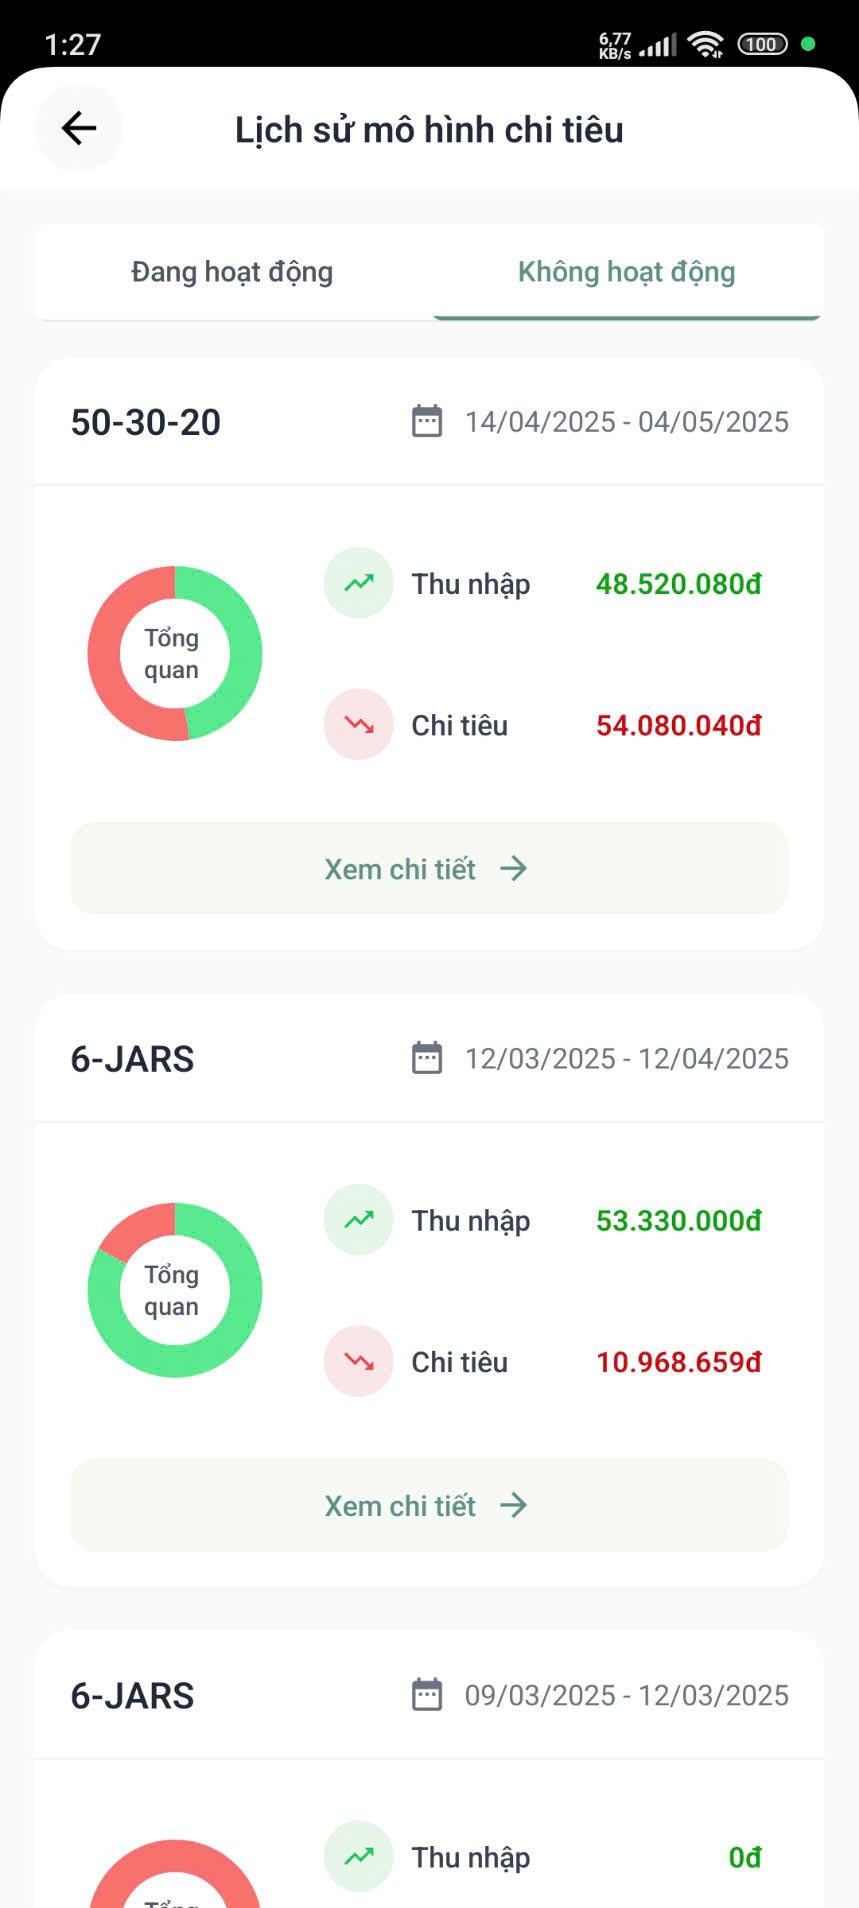 1:27
6,77
KB/s
100
Lịch sử mô hình chi tiêu
Đang hoạt động
Không hoạt động
50-30-20
14/04/2025 - 04/05/2025
Tổng
quan
Thu nhập
48.520.080đ
Chi tiêu
54.080.040đ
Xem chi tiết
6-JARS
12/03/2025 - 12/04/2025
Tổng
quan
Thu nhập
53.330.000đ
Chi tiêu
10.968.659đ
Xem chi tiết
6-JARS
09/03/2025 - 12/03/2025
Thu nhập
0đ